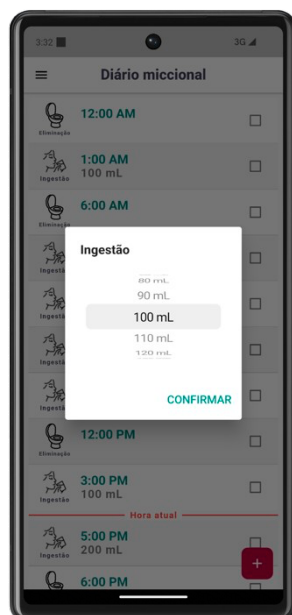 3:32
3G
Diário miccional
12:00 AM
Eliminação
1:00 AM
100 mL
Ingestão
6:00 AM
Eliminação
Ingestão
80 mL
90 mL
100 mL
110 mL
120 mL
CONFIRMAR
12:00 PM
Eliminação
3:00 PM
100 mL
Ingestão
Hora atual
5:00 PM
200 mL
Ingestão
+
6:00 PM